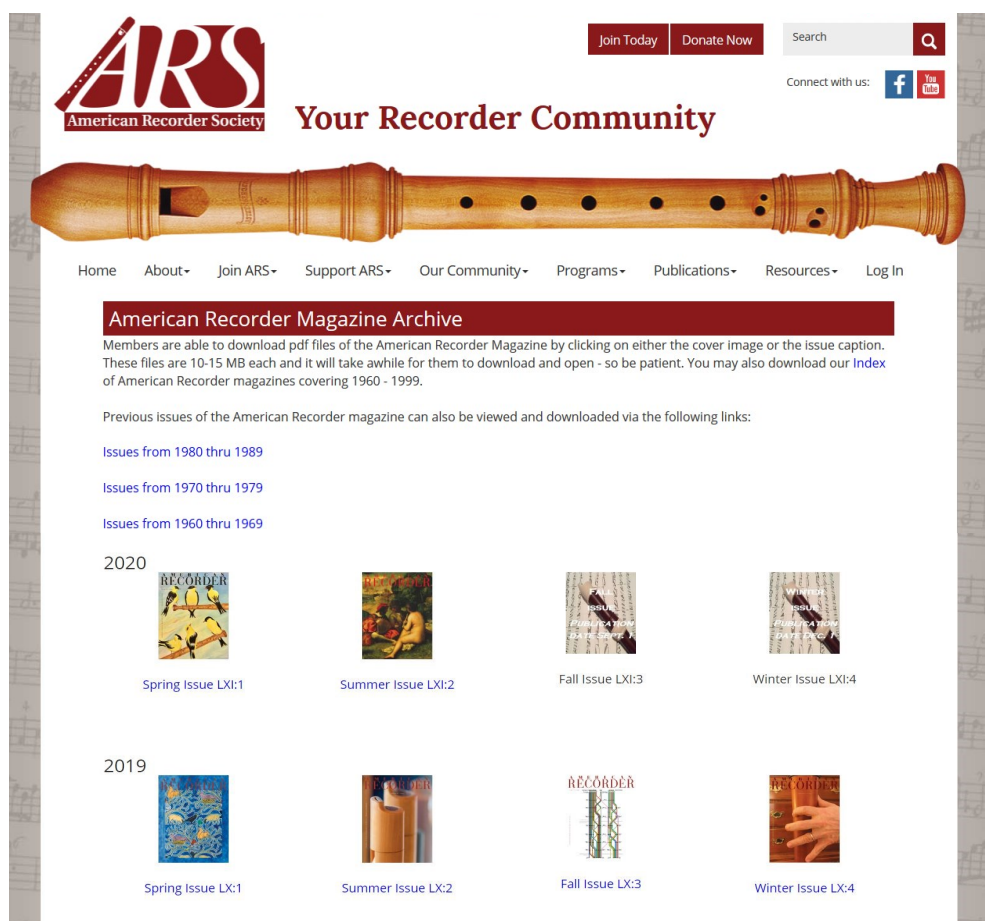 ARS
American Recorder Society
Join Today
Donate Now
Search
Connect with us:
f
You
Tube
Your Recorder Community
Home
About
Join ARS
Support ARS
Our Community
Programs
Publications
Resources
Log In
American Recorder Magazine Archive
Members are able to download pdf files of the American Recorder Magazine by clicking on either the cover image or the issue caption.
These files are 10-15 MB each and it will take awhile for them to download and open - so be patient. You may also download our Index
of American Recorder magazines covering 1960 - 1999.
Previous issues of the American Recorder magazine can also be viewed and downloaded via the following links:
Issues from 1980 thru 1989
Issues from 1970 thru 1979
Issues from 1960 thru 1969
2020
AMERICAN
RECORDER
RECORDER
FALL
ISSUE
PUBLICATION
DATE SEPT. 1
WINTER
ISSUE
PUBLICATION
DATE DEC. 1
Spring Issue LXI:1
Summer Issue LXI:2
Fall Issue LXI:3
Winter Issue LXI:4
2019
RECORDER
RECORDER
AMERICAN
RECORDER
RECORDER
Spring Issue LX:1
Summer Issue LX:2
Fall Issue LX:3
Winter Issue LX:4